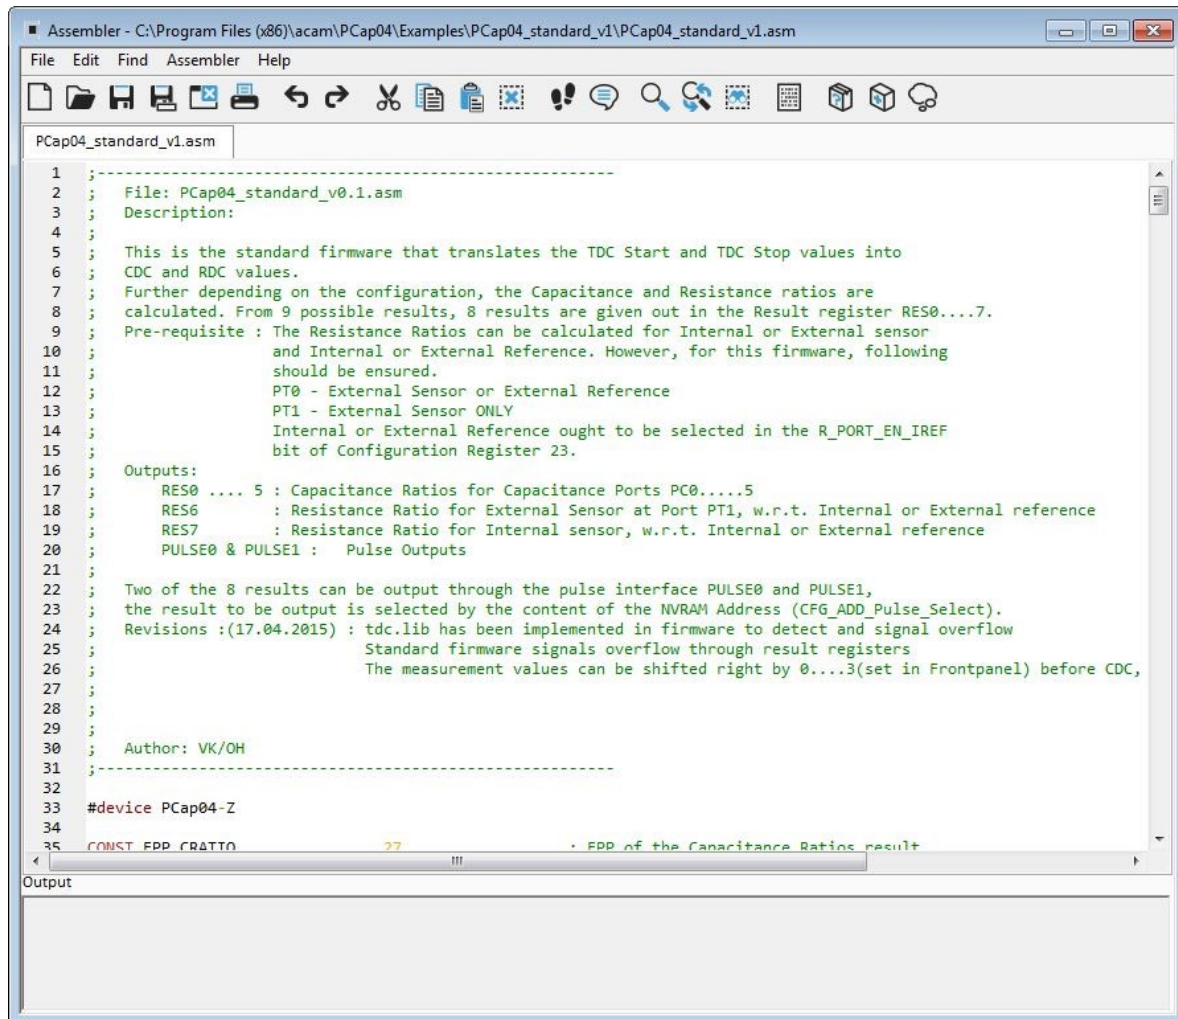 Assembler - C:\Program Files (x86)\acam\PCap04\Examples\PCap04_standard_v1\PCap04_standard_v1.asm
File Edit Find Assembler Help
PCap04_standard_v1.asm
1 ;--------------------------------------------------------
2 ; File: PCap04_standard_v0.1.asm
3 ; Description:
4 ;
5 ; This is the standard firmware that translates the TDC Start and TDC Stop values into
6 ; CDC and RDC values.
7 ; Further depending on the configuration, the Capacitance and Resistance ratios are
8 ; calculated. From 9 possible results, 8 results are given out in the Result register RES0....7.
9 ; Pre-requisite : The Resistance Ratios can be calculated for Internal or External sensor
10 ; and Internal or External Reference. However, for this firmware, following
11 ; should be ensured.
12 ; PT0 - External Sensor or External Reference
13 ; PT1 - External Sensor ONLY
14 ; Internal or External Reference ought to be selected in the R_PORT_EN_IREF
15 ; bit of Configuration Register 23.
16 ; Outputs:
17 ; RES0 .... 5 : Capacitance Ratios for Capacitance Ports PC0.....5
18 ; RES6 : Resistance Ratio for External Sensor at Port PT1, w.r.t. Internal or External reference
19 ; RES7 : Resistance Ratio for Internal sensor, w.r.t. Internal or External reference
20 ; PULSE0 & PULSE1 : Pulse Outputs
21 ;
22 ; Two of the 8 results can be output through the pulse interface PULSE0 and PULSE1,
23 ; the result to be output is selected by the content of the NVRAM Address (CFG_ADD_Pulse_Select).
24 ; Revisions :(17.04.2015) : tdc.lib has been implemented in firmware to detect and signal overflow
25 ; Standard firmware signals overflow through result registers
26 ; The measurement values can be shifted right by 0....3(set in Frontpanel) before CDC,
27 ;
28 ;
29 ;
30 ; Author: VK/OH
31 ;--------------------------------------------------------
32
33 #device PCap04-Z
34
35 CONST FPP_CRATIO 27 ; FPP of the Capacitance Ratios result
Output